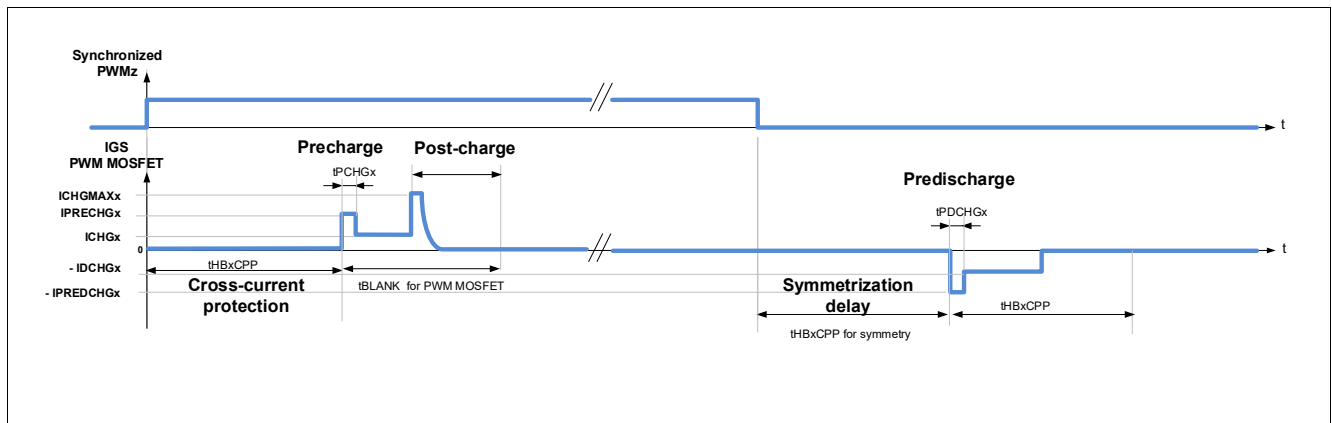 Synchronized
PWMz
t
IGS
PWM MOSFET
Precharge
Post-charge
tPCHGx
Predischarge
ICHGMAXx
IPRECHGx
tPDCHGx
ICHGx
0
t
- IDCHGx
tHBxCPP
- IPREDCHGx
Cross-current
protection
tBLANK for PWM MOSFET
Symmetrization
delay
tHBxCPP
tHBxCPP for symmetry